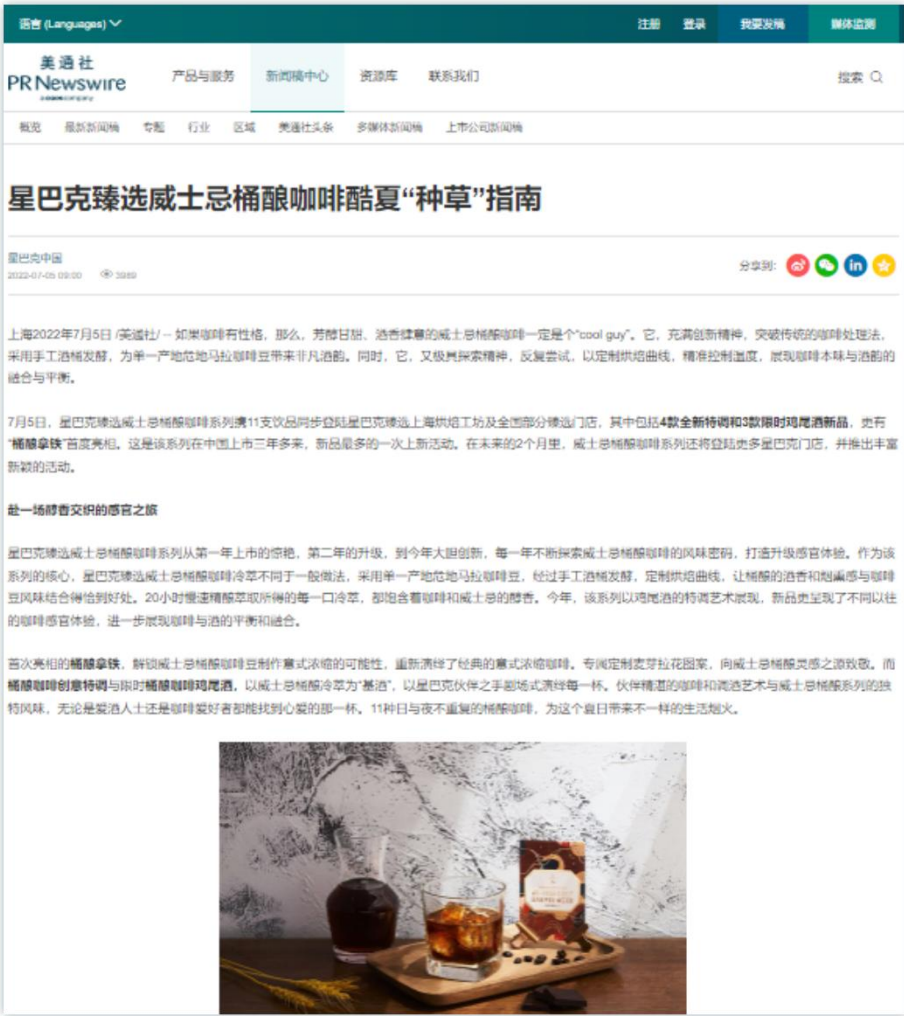 语言 (Languages)
注册 登录 我要发稿 媒体监测
美通社
PR Newswire
产品与服务 新闻稿中心 资源库 联系我们
搜索
概览 最新新闻稿 专题 行业 区域 美通社头条 多媒体新闻稿 上市公司新闻稿
星巴克臻选威士忌桶酿咖啡酷夏“种草”指南
星巴克中国
2022-07-05 09:00 3989
分享到:
上海2022年7月5日 /美通社/ -- 如果咖啡有性格，那么，芳醇甘甜、酒香肆意的威士忌桶酿咖啡一定是个“cool guy”。它，充满创新精神，突破传统的咖啡处理法，
采用手工酒桶发酵，为单一产地危地马拉咖啡豆带来非凡酒韵。同时，它，又极具探索精神，反复尝试，以定制烘焙曲线，精准控制温度，展现咖啡本味与酒韵的
融合与平衡。
7月5日，星巴克臻选威士忌桶酿咖啡系列携11支饮品同步登陆星巴克臻选上海烘焙工坊及全国部分臻选门店，其中包括4款全新特调和3款限时鸡尾酒新品，更有
“桶酿拿铁”首度亮相。这是该系列在中国上市三年多来，新品最多的一次上新活动。在未来的2个月里，威士忌桶酿咖啡系列还将登陆更多星巴克门店，并推出丰富
新颖的活动。
赴一场醇香交织的感官之旅
星巴克臻选威士忌桶酿咖啡系列从第一年上市的惊艳，第二年的升级，到今年大胆创新，每一年不断探索威士忌桶酿咖啡的风味密码，打造升级感官体验。作为该
系列的核心，星巴克臻选威士忌桶酿咖啡冷萃不同于一般做法，采用单一产地危地马拉咖啡豆，经过手工酒桶发酵，定制烘焙曲线，让桶酿的酒香和烟熏感与咖啡
豆风味结合得恰到好处。20小时慢速精酿萃取所得的每一口冷萃，都饱含着咖啡和威士忌的醇香。今年，该系列以鸡尾酒的特调艺术展现，新品更呈现了不同以往
的咖啡感官体验，进一步展现咖啡与酒的平衡和融合。
首次亮相的桶酿拿铁，解锁威士忌桶酿咖啡豆制作意式浓缩的可能性，重新演绎了经典的意式浓缩咖啡。专属定制麦芽拉花图案，向威士忌桶酿灵感之源致敬。而
桶酿咖啡创意特调与限时桶酿咖啡鸡尾酒，以威士忌桶酿冷萃为“基酒”，以星巴克伙伴之手剧场式演绎每一杯。伙伴精湛的咖啡和调酒艺术与威士忌桶酿系列的独
特风味，无论是爱酒人士还是咖啡爱好者都能找到心爱的那一杯。11种日与夜不重复的桶酿咖啡，为这个夏日带来不一样的生活烟火。